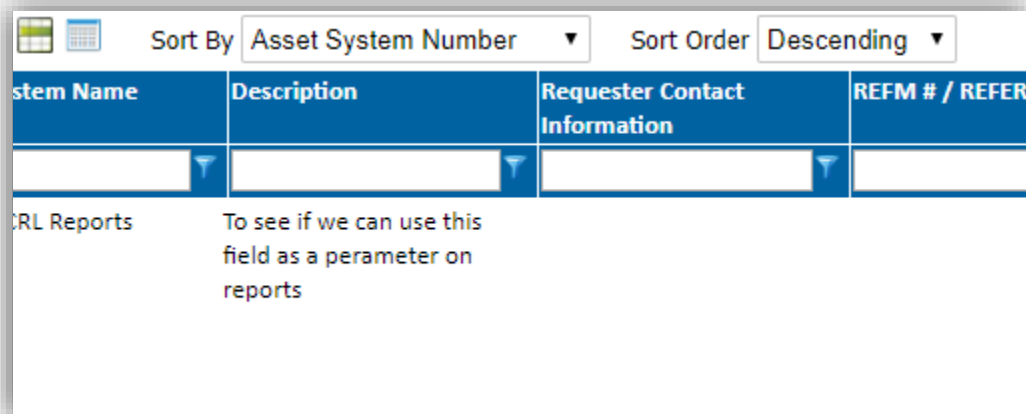 Sort By Asset System Number Sort Order Descending
stem Name Description Requester Contact Information REFM # / REFER
CRL Reports To see if we can use this
field as a perameter on
reports